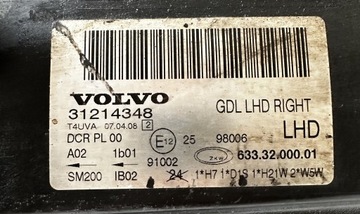 VOLVO
31214348
GDL LHD RIGHT
T4UVA 07.04.08 2
LHD
DCR PL 00 E12 25 98006
A02 1b01 91002 ZKW 633.32.000.01
SM200 IB02 24 1*H7 1*D1S 1*H21W 2*W5W